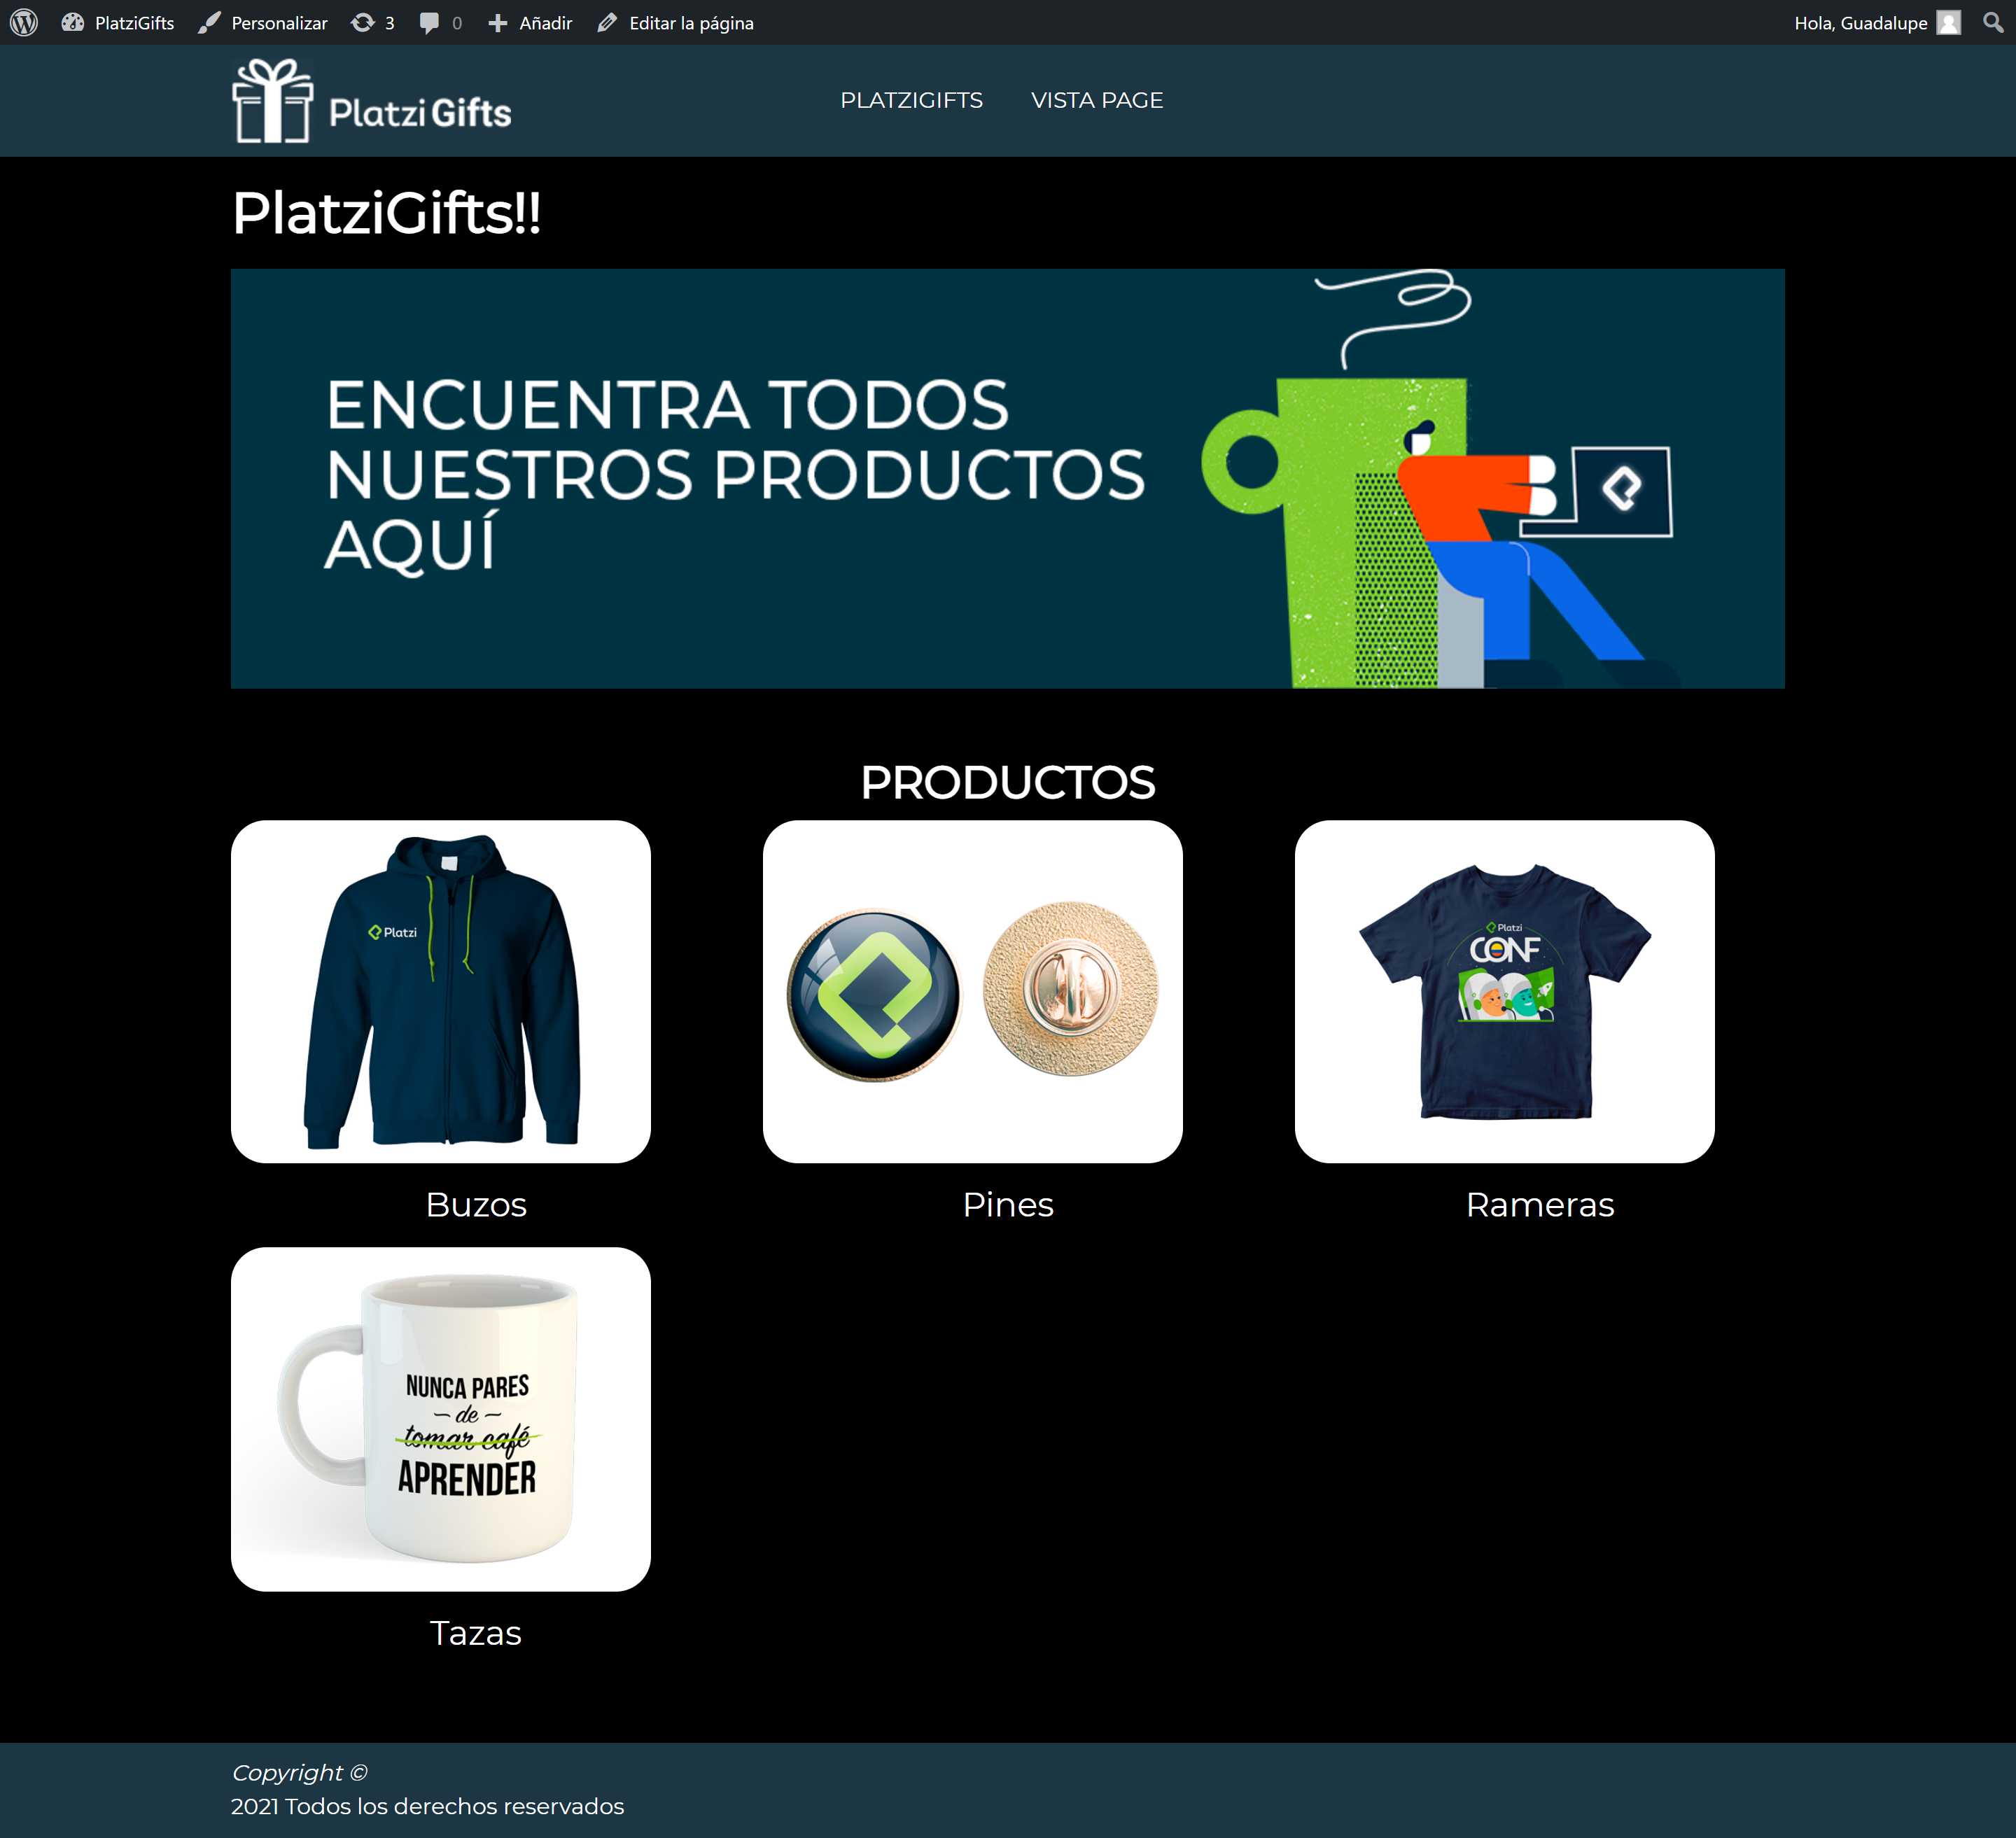 PlatziGifts Personalizar 3 0 Añadir Editar la página Hola, Guadalupe
Platzi Gifts
PLATZIGIFTS VISTA PAGE
PlatziGifts!!
ENCUENTRA TODOS
NUESTROS PRODUCTOS
AQUÍ
PRODUCTOS
Platzi
Platzi
CONF
Buzos
Pines
Rameras
NUNCA PARES
de
tomar café
APRENDER
Tazas
Copyright ©
2021 Todos los derechos reservados